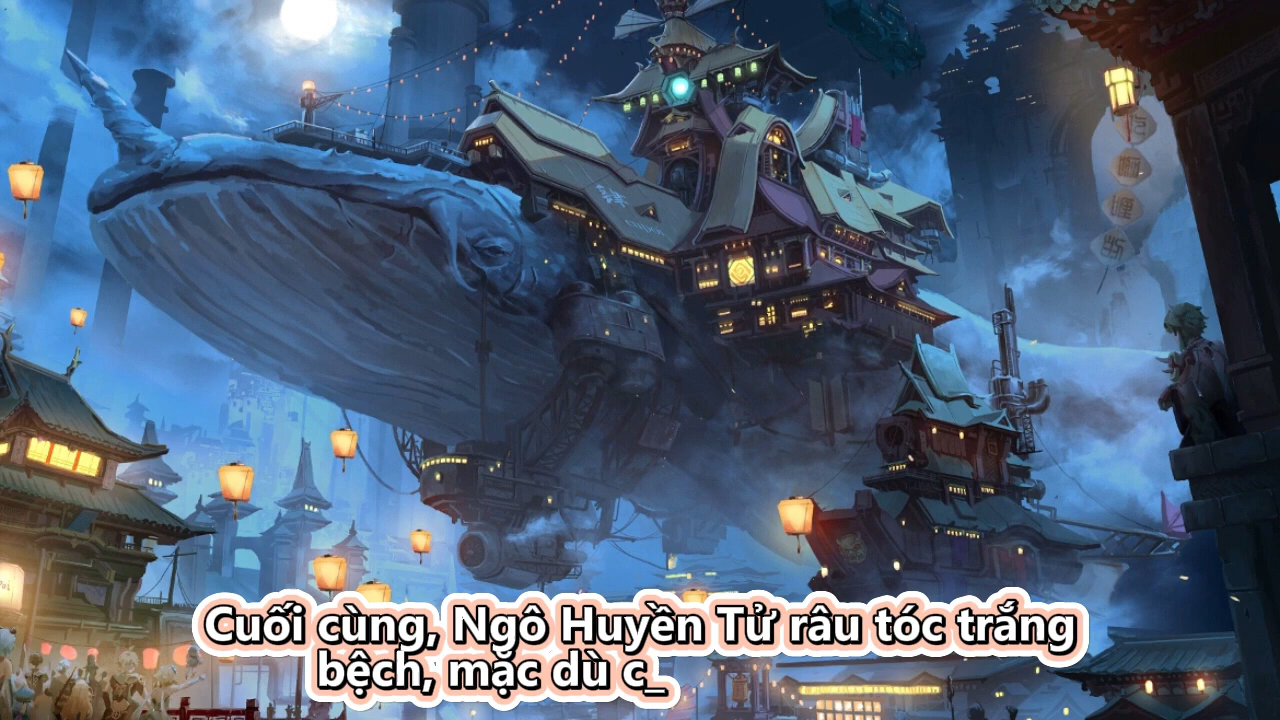 Cuối cùng, Ngô Huyền Tử râu tóc trắng
bệch, mặc dù c_